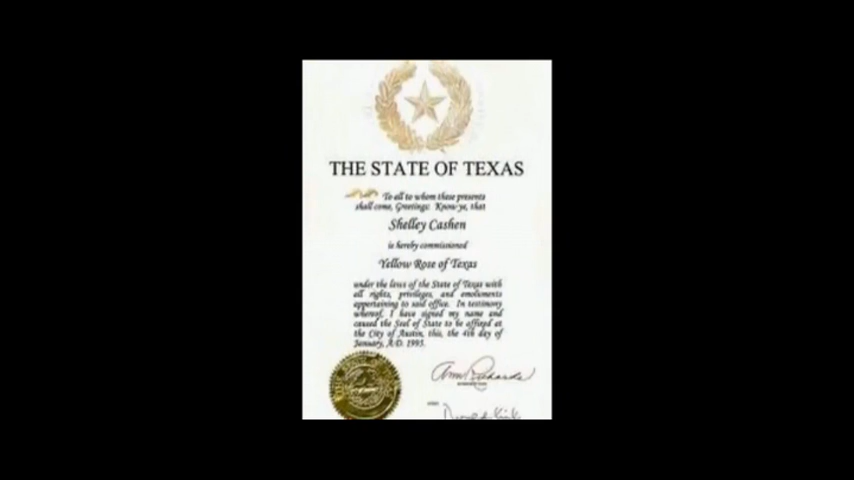 THE STATE OF TEXAS
To all to whom these presents
shall come, Greetings: Know ye, that
Shelley Cashen
is hereby commissioned
Yellow Rose of Texas
under the laws of the State of Texas with
all rights, privileges, and emoluments
appertaining to said office. In testimony
whereof, I have signed my name and
caused the Seal of State to be affixed at
the City of Austin, this, the 4th day of
January, A.D. 1993.
Ann Richards